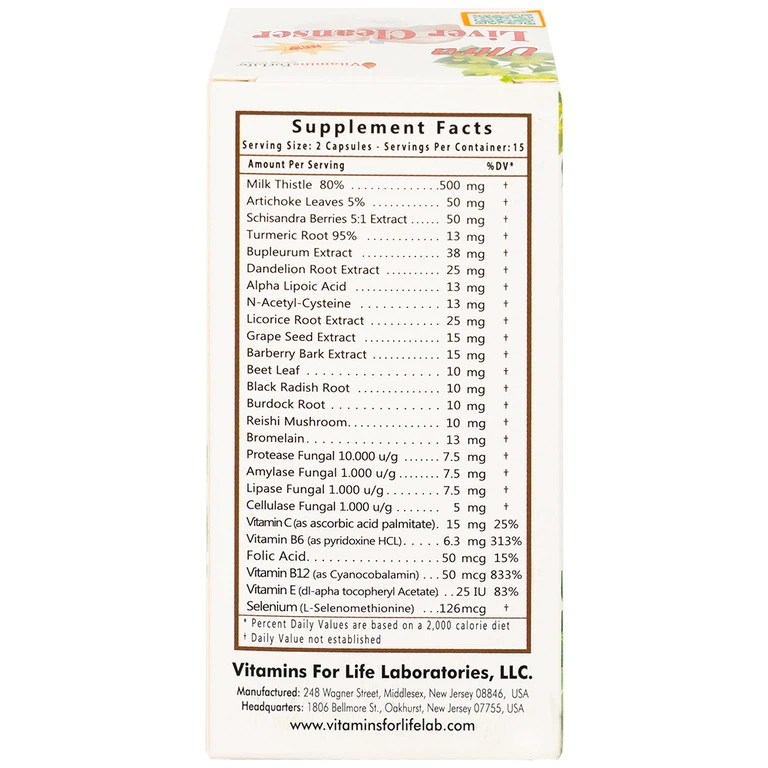 Ultra
Liver Cleanser
VitaminsForLife
Supplement Facts
Serving Size: 2 Capsules - Servings Per Container: 15
Amount Per Serving %DV*
Milk Thistle 80% ..............500 mg †
Artichoke Leaves 5% ............ 50 mg †
Schisandra Berries 5:1 Extract ...... 50 mg †
Turmeric Root 95% ............ 13 mg †
Bupleurum Extract ............. 38 mg †
Dandelion Root Extract ......... 25 mg †
Alpha Lipoic Acid .............. 13 mg †
N-Acetyl-Cysteine ............. 13 mg †
Licorice Root Extract ........... 25 mg †
Grape Seed Extract ............. 15 mg †
Barberry Bark Extract ............ 15 mg †
Beet Leaf ................. 10 mg †
Black Radish Root ............. 10 mg †
Burdock Root .............. 10 mg †
Reishi Mushroom............. 10 mg †
Bromelain................. 13 mg †
Protease Fungal 10.000 u/g ....... 7.5 mg †
Amylase Fungal 1.000 u/g ........ 7.5 mg †
Lipase Fungal 1.000 u/g ........ 7.5 mg †
Cellulase Fungal 1.000 u/g ....... 5 mg †
Vitamin C (as ascorbic acid palmitate). 15 mg 25%
Vitamin B6 (as pyridoxine HCL)..... 6.3 mg 313%
Folic Acid................. 50 mcg 15%
Vitamin B12 (as Cyanocobalamin) ... 50 mcg 833%
Vitamin E (dl-apha tocopheryl Acetate) .. 25 IU 83%
Selenium (L-Selenomethionine) ...126mcg †
* Percent Daily Values are based on a 2,000 calorie diet
† Daily Value not established
Vitamins For Life Laboratories, LLC.
Manufactured: 248 Wagner Street, Middlesex, New Jersey 08846, USA
Headquarters: 1806 Bellmore St., Oakhurst, New Jersey 07755, USA
www.vitaminsforlifelab.com